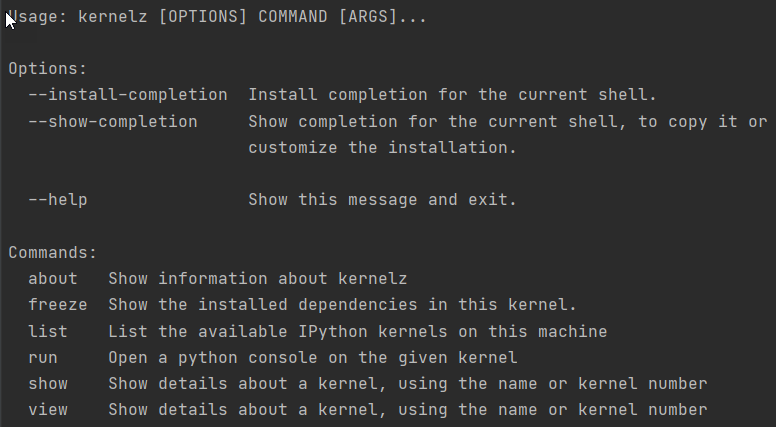 Usage: kernelz [OPTIONS] COMMAND [ARGS]...
Options:
--install-completion  Install completion for the current shell.
--show-completion     Show completion for the current shell, to copy it or
customize the installation.
--help                Show this message and exit.
Commands:
about   Show information about kernelz
freeze  Show the installed dependencies in this kernel.
list    List the available IPython kernels on this machine
run     Open a python console on the given kernel
show    Show details about a kernel, using the name or kernel number
view    Show details about a kernel, using the name or kernel number